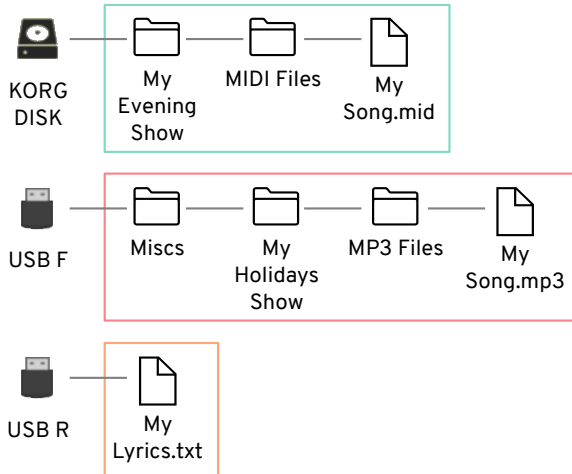 KORG
DISK
My
Evening
Show
MIDI Files
My
Song.mid
USB F
Miscs
My
Holidays
Show
MP3 Files
My
Song.mp3
USB R
My
Lyrics.txt